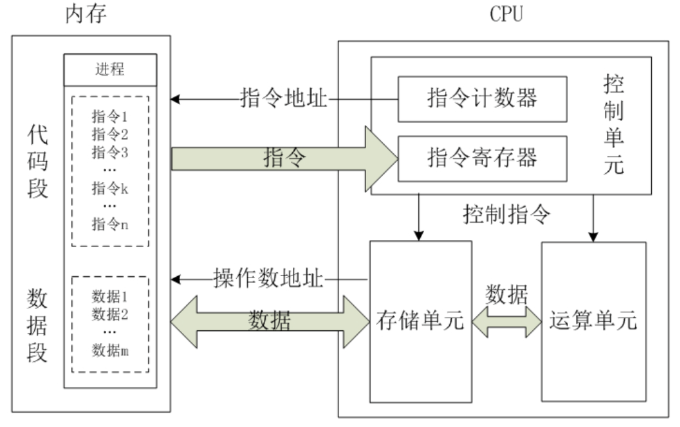 内存
CPU
进程
代码段
指令1
指令2
指令3
...
指令k
...
指令n
数据段
数据1
数据2
...
数据m
指令地址
指令
操作数地址
数据
指令计数器
指令寄存器
控制单元
控制指令
存储单元
数据
运算单元